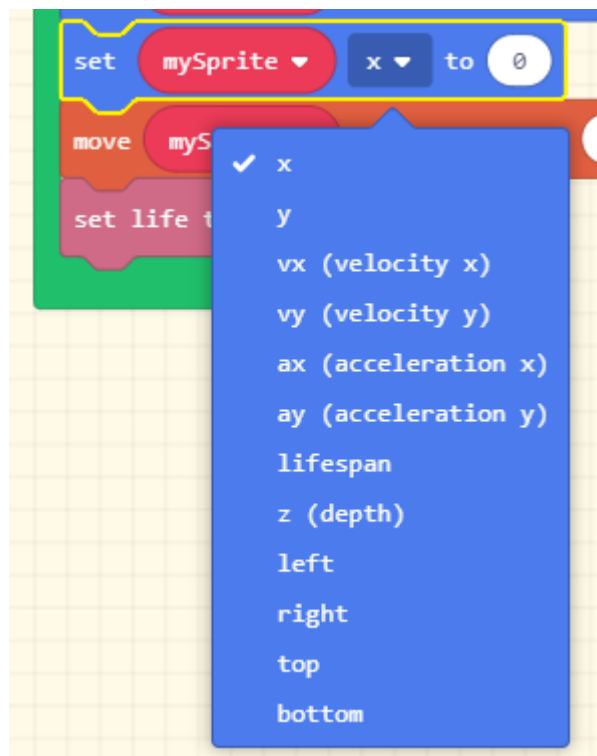 set mySprite x to 0
move
set life
x
y
vx (velocity x)
vy (velocity y)
ax (acceleration x)
ay (acceleration y)
lifespan
z (depth)
left
right
top
bottom